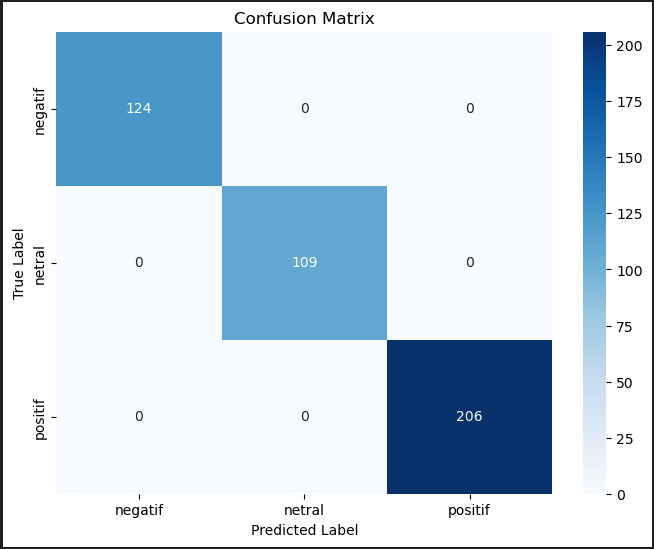 Confusion Matrix
True Label
negatif
124 0 0
netral
0 109 0
positif
0 0 206
negatif netral positif
Predicted Label
200
175
150
125
100
75
50
25
0